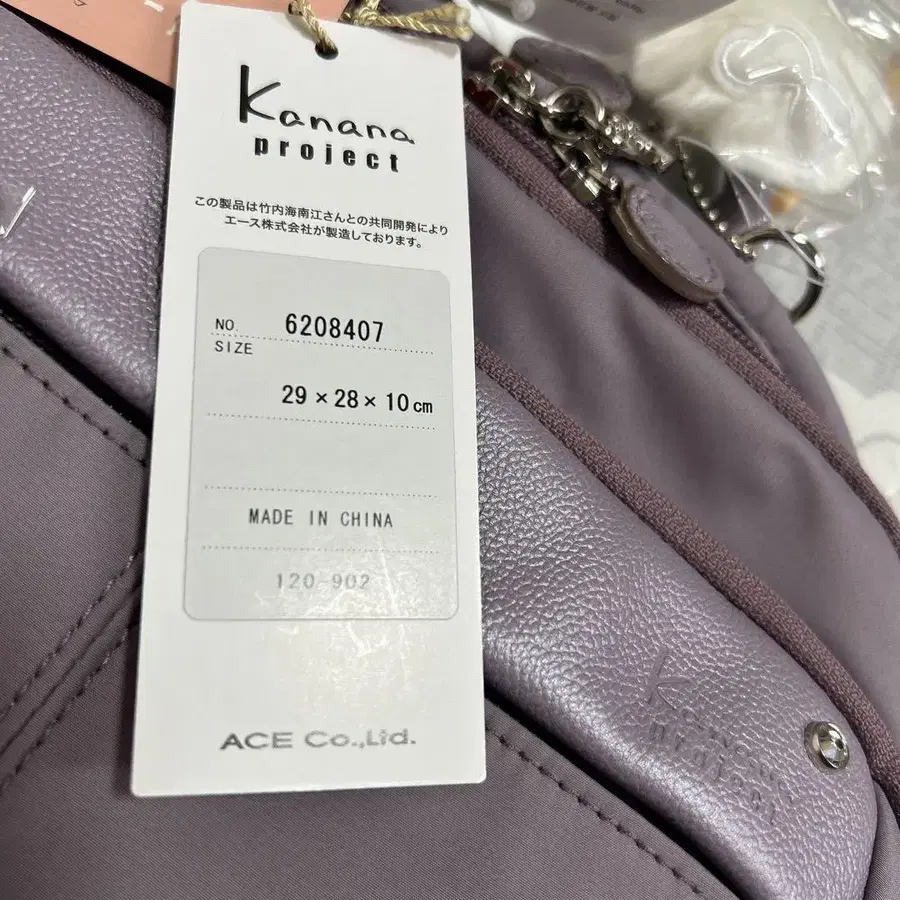 Kanana
project
この製品は竹内海南江さんとの共同開発により
エース株式会社が製造しております。
NO. 6208407
SIZE
29×28×10cm
MADE IN CHINA
120-902
ACE Co.,Ltd.
Kanana
project